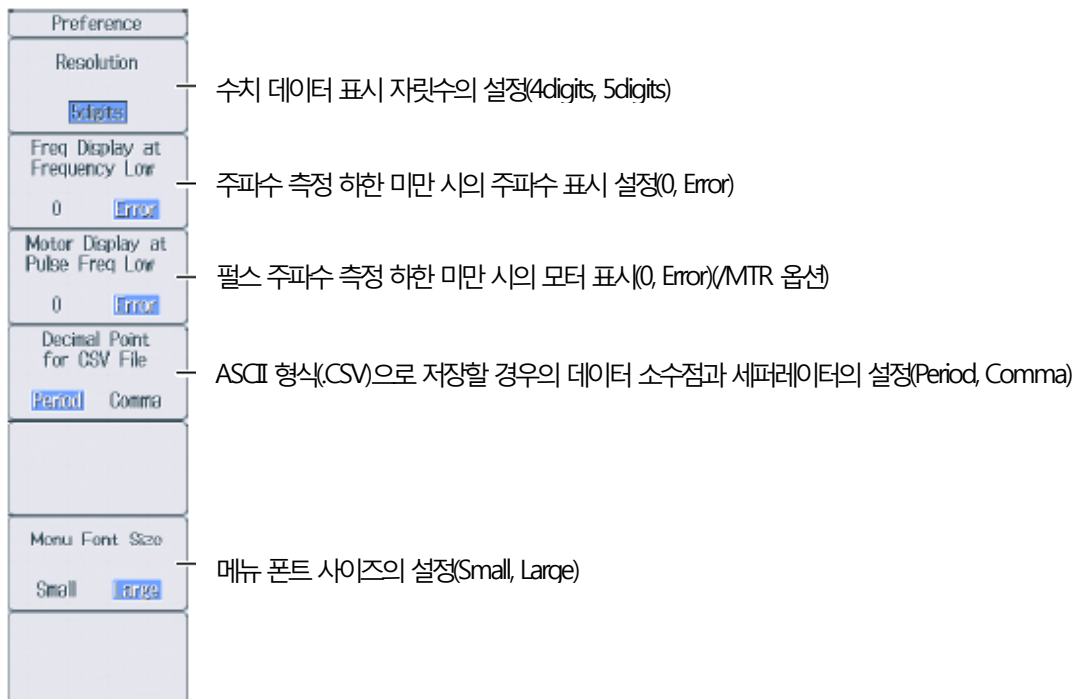 Preference
Resolution
수치 데이터 표시 자릿수의 설정(4digits, 5digits)
5digits
Freq Display at
Frequency Low
주파수 측정 하한 미만 시의 주파수 표시 설정(0, Error)
0 Error
Motor Display at
Pulse Freq Low
펄스 주파수 측정 하한 미만 시의 모터 표시(0, Error)(/MTR 옵션)
0 Error
Decimal Point
for CSV File
ASCII 형식(.CSV)으로 저장할 경우의 데이터 소수점과 세퍼레이터의 설정(Period, Comma)
Period Comma
Menu Font Size
메뉴 폰트 사이즈의 설정(Small, Large)
Small Large